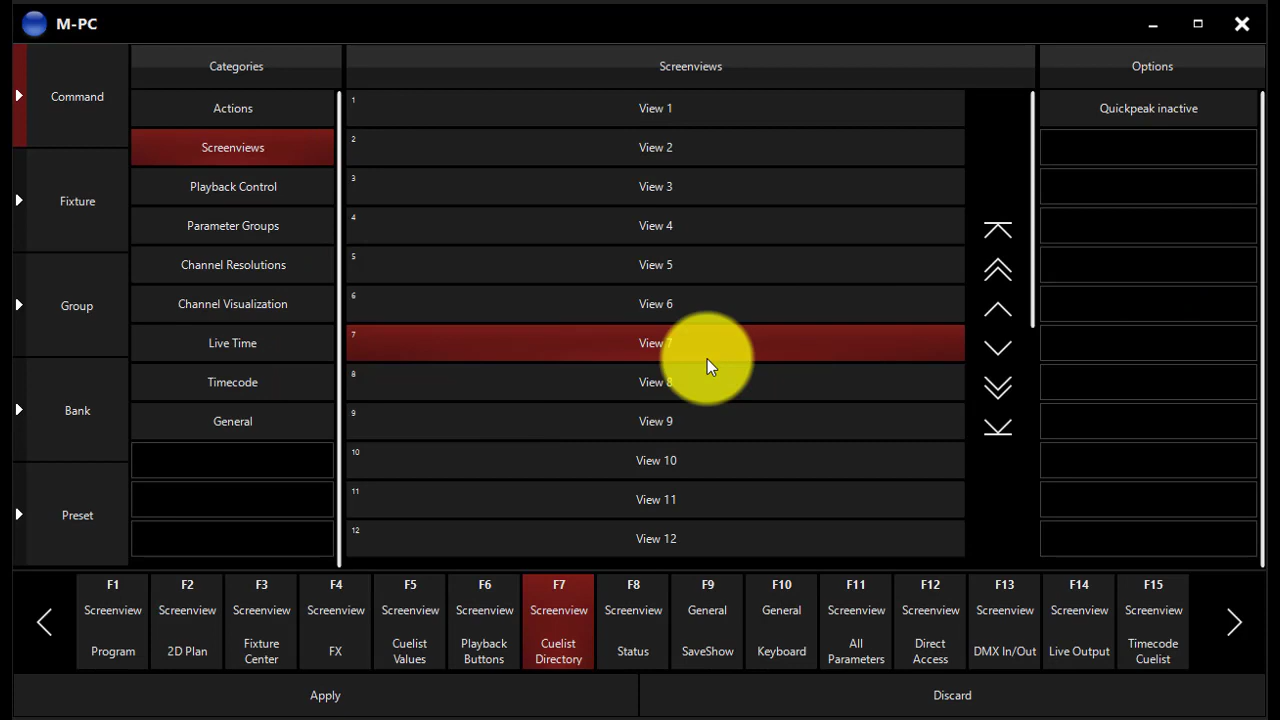 M-PC
Categories
Screenviews
Options
Command
Fixture
Group
Bank
Preset
Actions
Screenviews
Playback Control
Parameter Groups
Channel Resolutions
Channel Visualization
Live Time
Timecode
General
1 View 1
2 View 2
3 View 3
4 View 4
5 View 5
6 View 6
7 View 7
8 View 8
9 View 9
10 View 10
11 View 11
12 View 12
Quickpeak inactive
F1
Screenview
Program
F2
Screenview
2D Plan
F3
Screenview
Fixture
Center
F4
Screenview
FX
F5
Screenview
Cuelist
Values
F6
Screenview
Playback
Buttons
F7
Screenview
Cuelist
Directory
F8
Screenview
Status
F9
General
SaveShow
F10
General
Keyboard
F11
Screenview
All
Parameters
F12
Screenview
Direct
Access
F13
Screenview
DMX In/Out
F14
Screenview
Live Output
F15
Screenview
Timecode
Cuelist
Apply
Discard